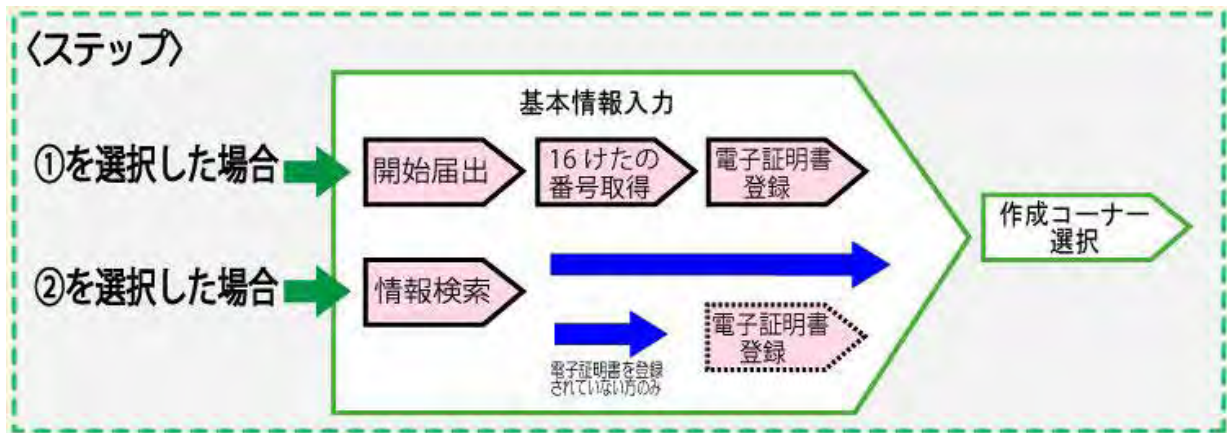 〈ステップ〉
基本情報入力
①を選択した場合
開始届出
16けたの
番号取得
電子証明書
登録
作成コーナー
選択
②を選択した場合
情報検索
電子証明書を登録
されていない方のみ
電子証明書
登録